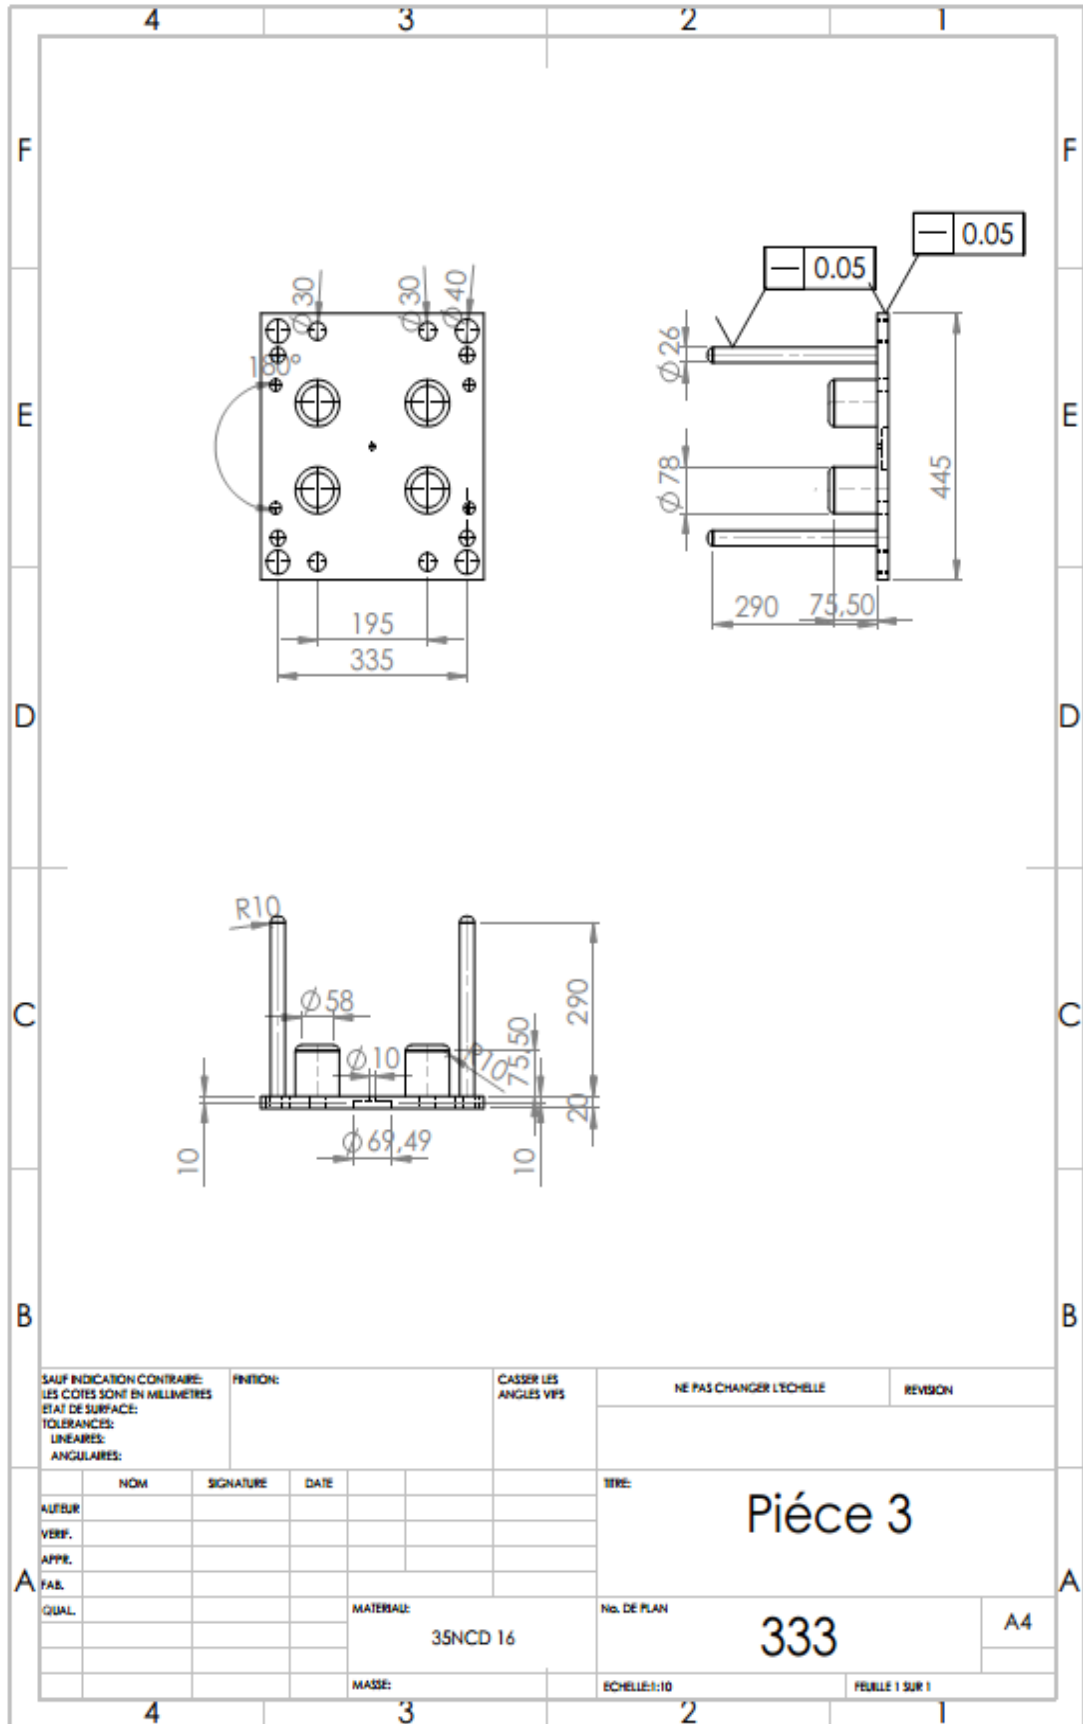 4 3 2 1
F F
0.05
0.05
Ø30 Ø30 Ø40
180°
Ø26
E E
Ø78
445
195
335
290 75,50
D D
R10
Ø58
290
75,50
Ø10
R10
C C
20
Ø69,49
10 10
B B
SAUF INDICATION CONTRAIRE:
LES COTES SONT EN MILLIMETRES
ETAT DE SURFACE:
TOLERANCES:
LINEAIRES:
ANGULAIRES:
FINITION:
CASSER LES
ANGLES VIFS
NE PAS CHANGER L'ECHELLE
REVISION
NOM SIGNATURE DATE
AUTEUR
VERIF.
APPR.
FAB.
QUAL.
TITRE:
Piéce 3
A A
MATERIAU:
35NCD 16
No. DE PLAN
333
A4
MASSE:
ECHELLE:1:10
FEUILLE 1 SUR 1
4 3 2 1